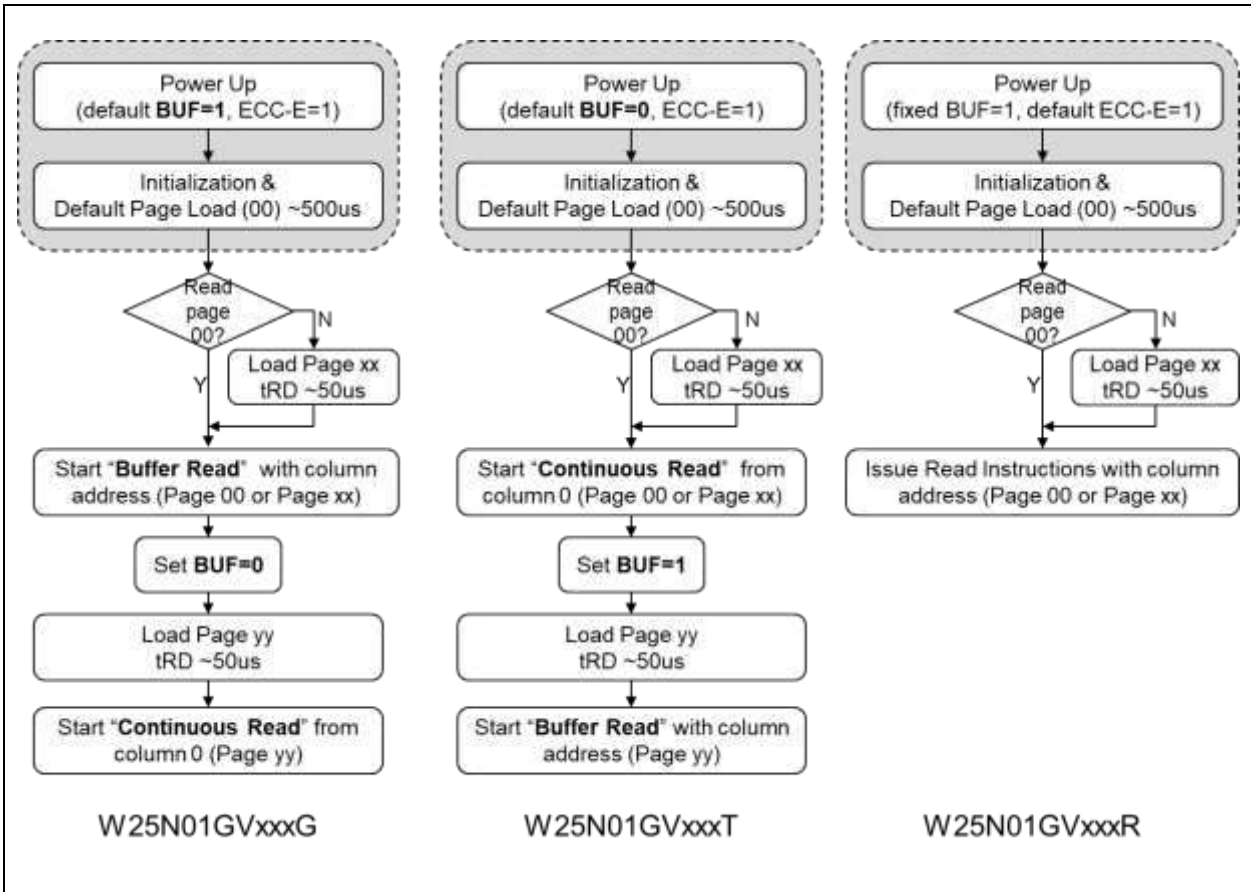 Power Up
(default BUF=1, ECC-E=1)
Initialization &
Default Page Load (00) ~500us
Read
page
00?
N
Load Page xx
tRD ~50us
Y
Start “Buffer Read” with column
address (Page 00 or Page xx)
Set BUF=0
Load Page yy
tRD ~50us
Start “Continuous Read” from
column 0 (Page yy)
W25N01GVxxxG
Power Up
(default BUF=0, ECC-E=1)
Initialization &
Default Page Load (00) ~500us
Read
page
00?
N
Load Page xx
tRD ~50us
Y
Start “Continuous Read” from
column 0 (Page 00 or Page xx)
Set BUF=1
Load Page yy
tRD ~50us
Start “Buffer Read” with column
address (Page yy)
W25N01GVxxxT
Power Up
(fixed BUF=1, default ECC-E=1)
Initialization &
Default Page Load (00) ~500us
Read
page
00?
N
Load Page xx
tRD ~50us
Y
Issue Read Instructions with column
address (Page 00 or Page xx)
W25N01GVxxxR